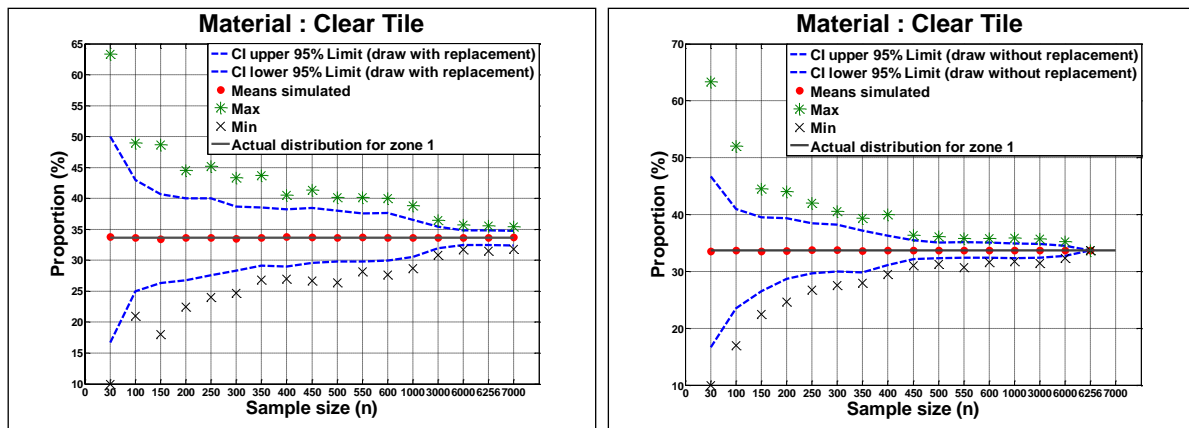 Material : Clear Tile
65
60
55
50
45
40
35
30
25
20
15
10
Proportion (%)
CI upper 95% Limit (draw with replacement)
CI lower 95% Limit (draw with replacement)
Means simulated
Max
Min
Actual distribution for zone 1
0 30 100 150 200 250 300 350 400 450 500 550 600 1000 3000 6000 6256 7000
Sample size (n)
Material : Clear Tile
70
60
50
40
30
20
10
Proportion (%)
CI upper 95% Limit (draw without replacement)
CI lower 95% Limit (draw without replacement)
Means simulated
Max
Min
Actual distribution for zone 1
0 30 100 150 200 250 300 350 400 450 500 550 600 1000 3000 6000 6256 7000
Sample size (n)